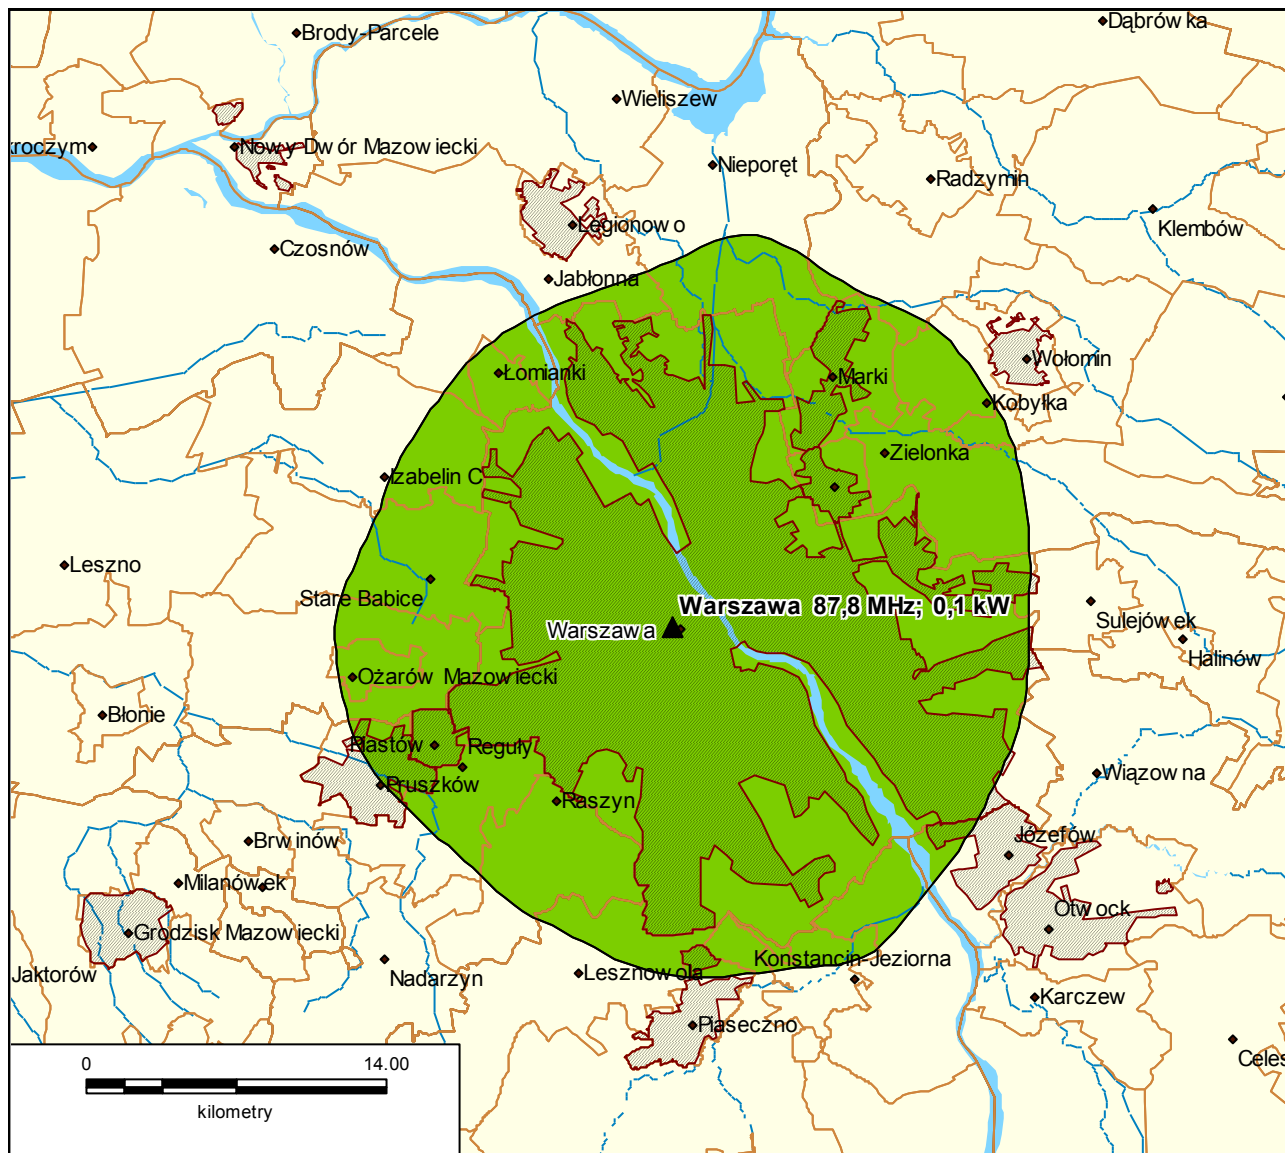 Dąbrówka
Brody-Parcele
Wieliszew
kroczym
Nowy Dwór Mazowiecki
Nieporęt
Radzymin
Klembów
Legionowo
Czosnów
Jabłonna
Wołomin
Łomianki
Marki
Kobyłka
Zielonka
Izabelin C
Leszno
Stare Babice
Warszawa 87,8 MHz; 0,1 kW
Sulejówek
Warszawa
Halinów
Ożarów Mazowiecki
Błonie
Piastów
Reguły
Wiązowna
Pruszków
Raszyn
Brwinów
Józefów
Milanówek
Otwock
Grodzisk Mazowiecki
Konstancin-Jeziorna
Jaktorów
Nadarzyn
Lesznowola
Karczew
Piaseczno
Celes
0 14.00
kilometry